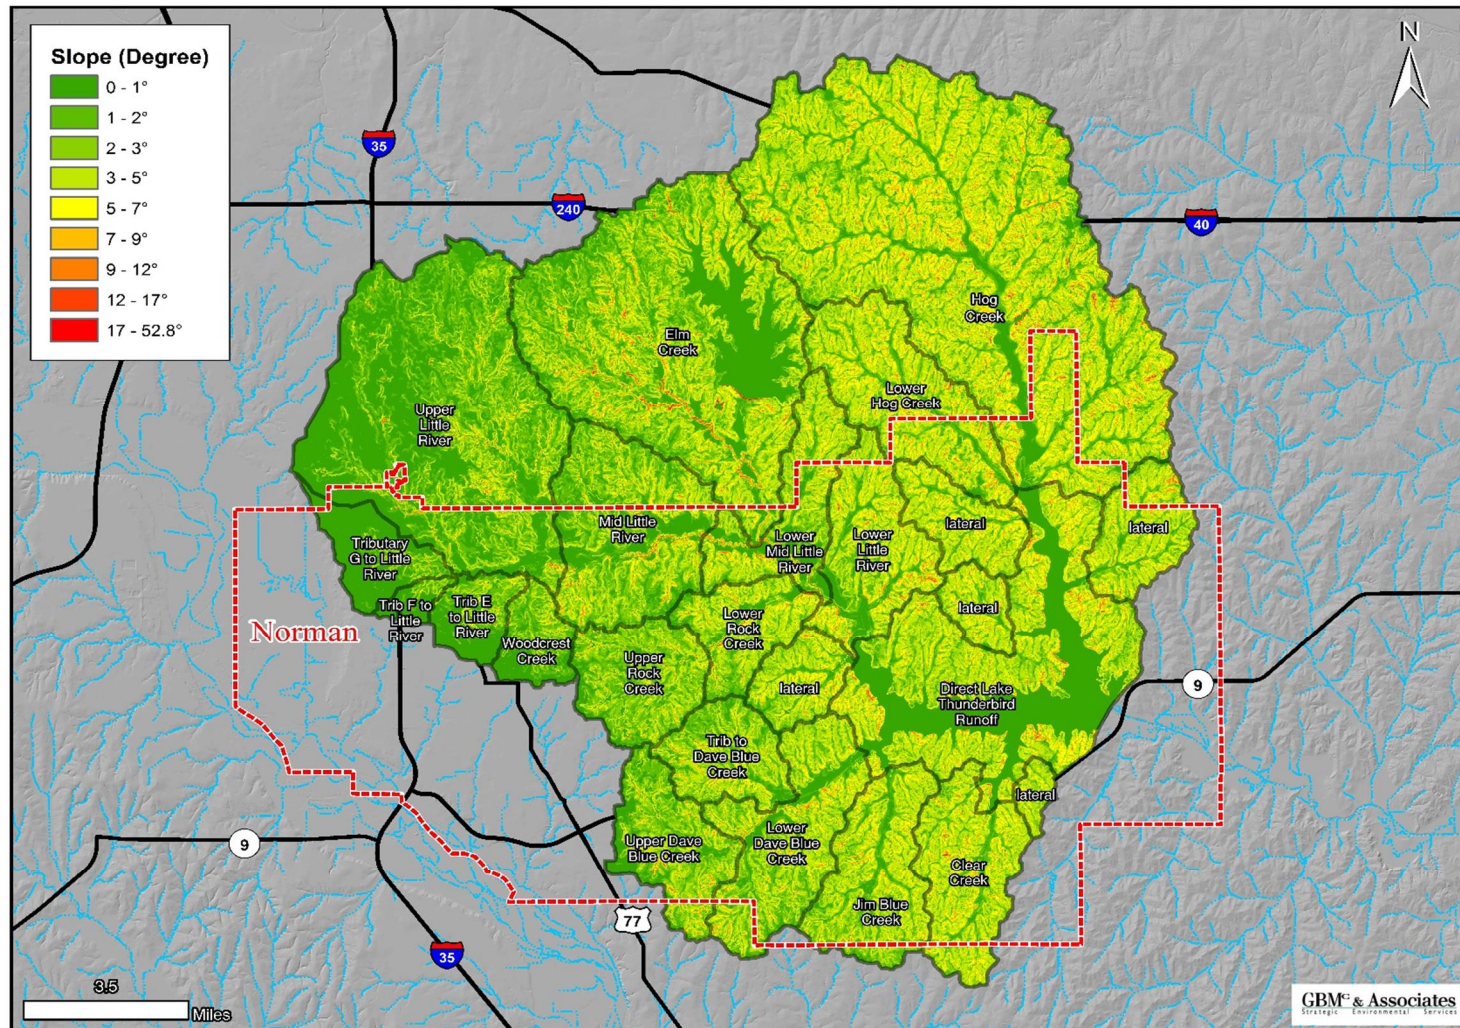 Slope (Degree)
0 - 1°
1 - 2°
2 - 3°
3 - 5°
5 - 7°
7 - 9°
9 - 12°
12 - 17°
17 - 52.8°
N
35
240
40
Hog
Creek
Elm
Creek
Lower
Hog Creek
Upper
Little
River
Mid Little
River
Lower
Mid Little
River
Lower
Little
River
lateral
lateral
Tributary
G to Little
River
Trib F to
Little
River
Trib E
to Little
River
Norman
Woodcrest
Creek
Lower
Rock
Creek
lateral
Upper
Rock
Creek
lateral
Direct Lake
Thunderbird
Runoff
9
Trib to
Dave Blue
Creek
lateral
9
Upper Dave
Blue Creek
Lower
Dave Blue
Creek
Clear
Creek
Jim Blue
Creek
77
35
3.5
Miles
GBMc & Associates
Strategic Environmental Services